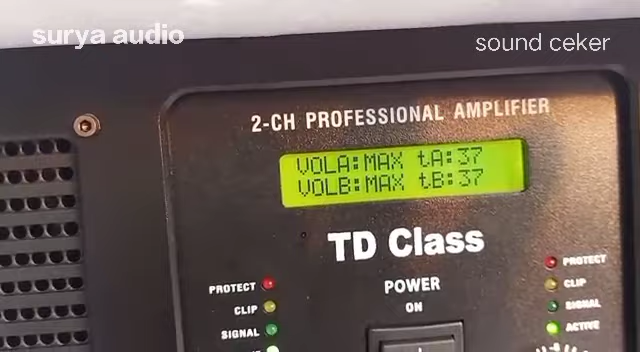 surya audio
sound ceker
2-CH PROFESSIONAL AMPLIFIER
VOLA:MAX tA:37
VOLB:MAX tB:37
TD Class
POWER
ON
PROTECT
CLIP
SIGNAL
PROTECT
CLIP
SIGNAL
ACTIVE